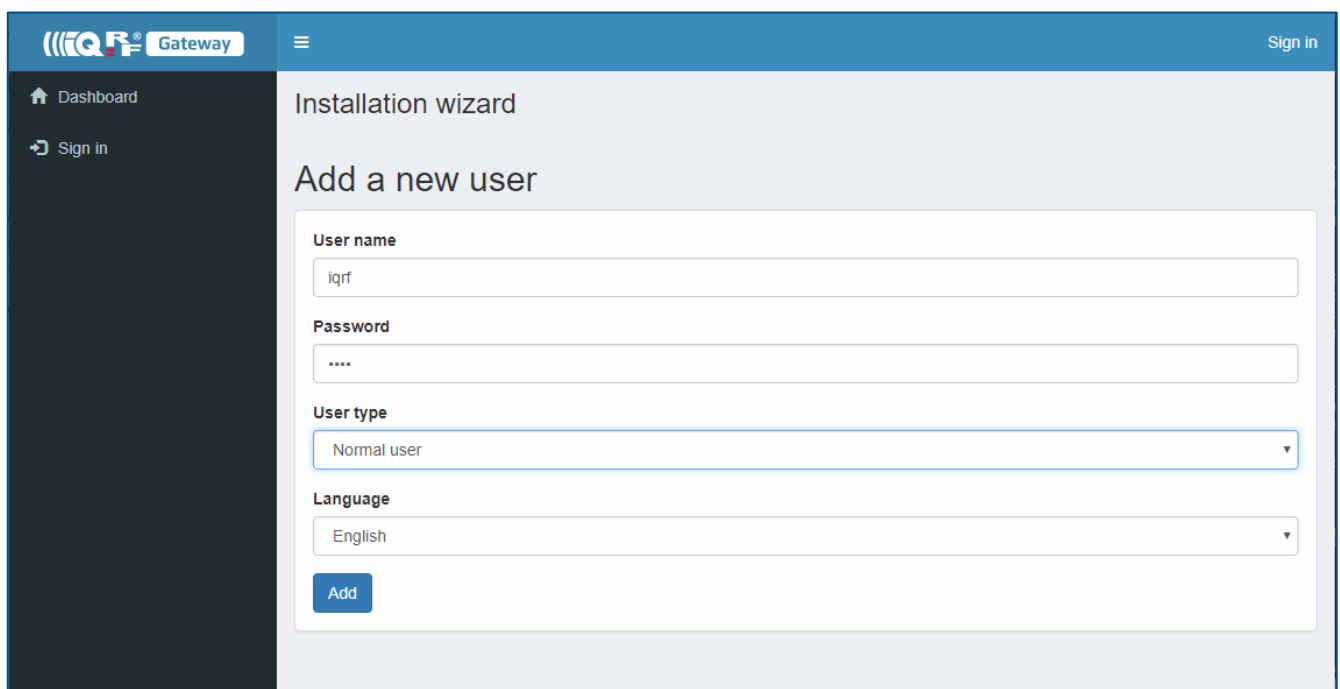 IQRF® Gateway
Sign in
Dashboard
Sign in
Installation wizard
Add a new user
User name
iqrf
Password
••••
User type
Normal user
Language
English
Add